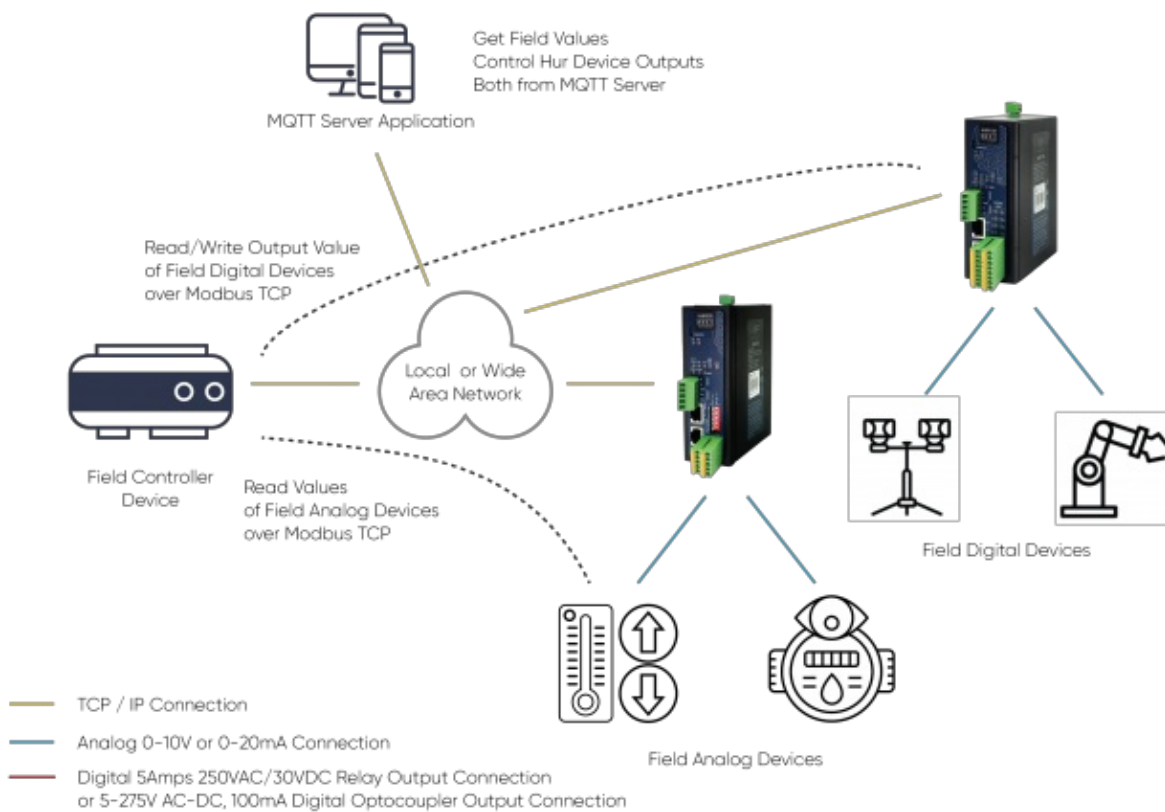 Get Field Values
Control Hur Device Outputs
Both from MQTT Server
MQTT Server Application
Read/Write Output Value
of Field Digital Devices
over Modbus TCP
Local or Wide
Area Network
Field Controller
Device
Read Values
of Field Analog Devices
over Modbus TCP
Field Digital Devices
Field Analog Devices
TCP / IP Connection
Analog 0-10V or 0-20mA Connection
Digital 5Amps 250VAC/30VDC Relay Output Connection
or 5-275V AC-DC, 100mA Digital Optocoupler Output Connection